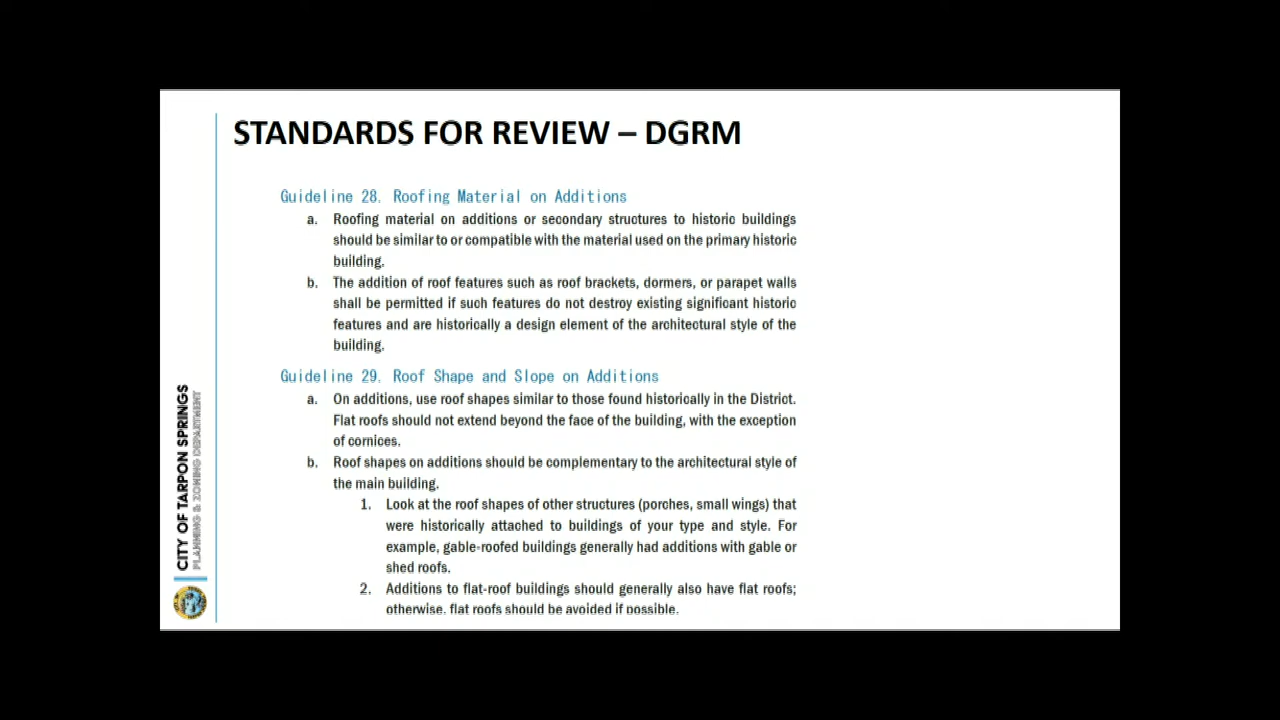 STANDARDS FOR REVIEW – DGRM
Guideline 28. Roofing Material on Additions
a. Roofing material on additions or secondary structures to historic buildings
should be similar to or compatible with the material used on the primary historic
building.
b. The addition of roof features such as roof brackets, dormers, or parapet walls
shall be permitted if such features do not destroy existing significant historic
features and are historically a design element of the architectural style of the
building.
Guideline 29. Roof Shape and Slope on Additions
a. On additions, use roof shapes similar to those found historically in the District.
Flat roofs should not extend beyond the face of the building, with the exception
of cornices.
b. Roof shapes on additions should be complementary to the architectural style of
the main building.
1. Look at the roof shapes of other structures (porches, small wings) that
were historically attached to buildings of your type and style. For
example, gable-roofed buildings generally had additions with gable or
shed roofs.
2. Additions to flat-roof buildings should generally also have flat roofs;
otherwise, flat roofs should be avoided if possible.
CITY OF TARPON SPRINGS
PLANNING & ZONING DEPARTMENT